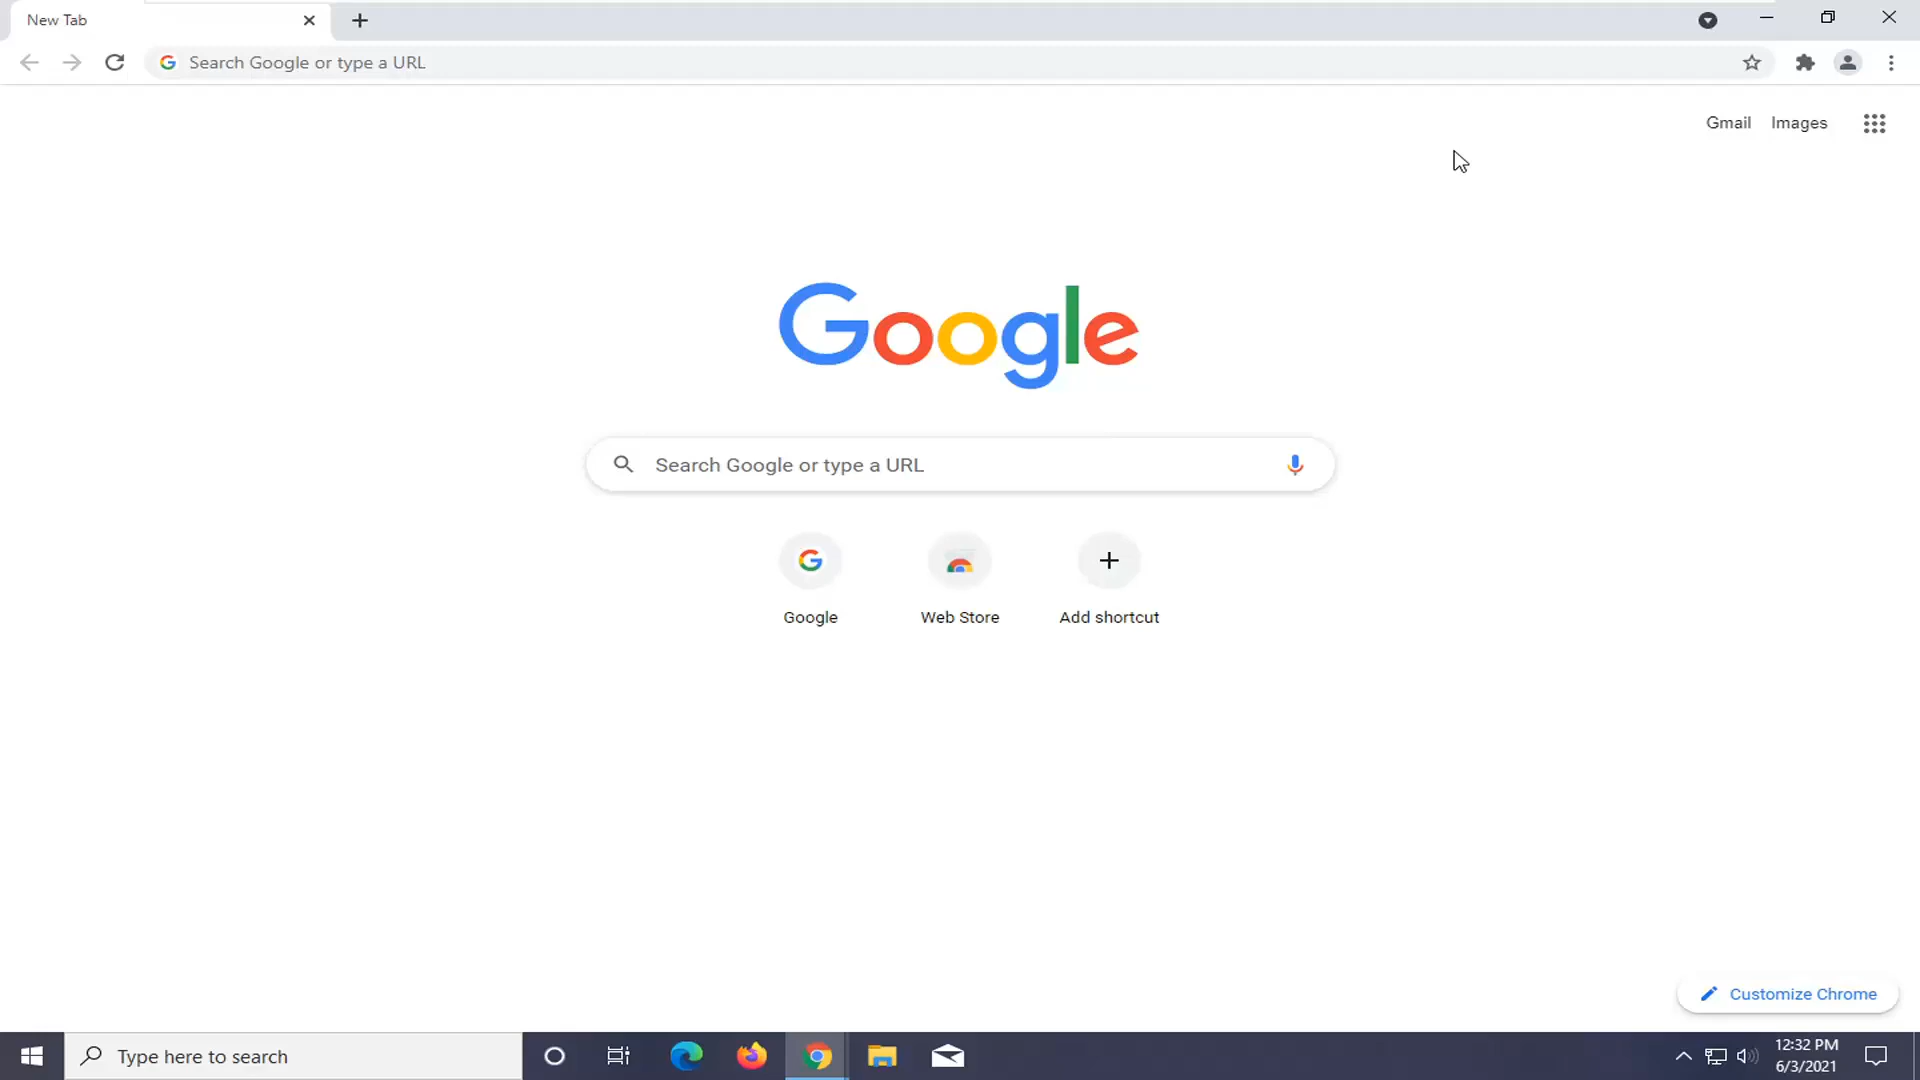 New Tab
Search Google or type a URL
Gmail Images
Google
Search Google or type a URL
Google Web Store Add shortcut
Customize Chrome
Type here to search
12:32 PM
6/3/2021